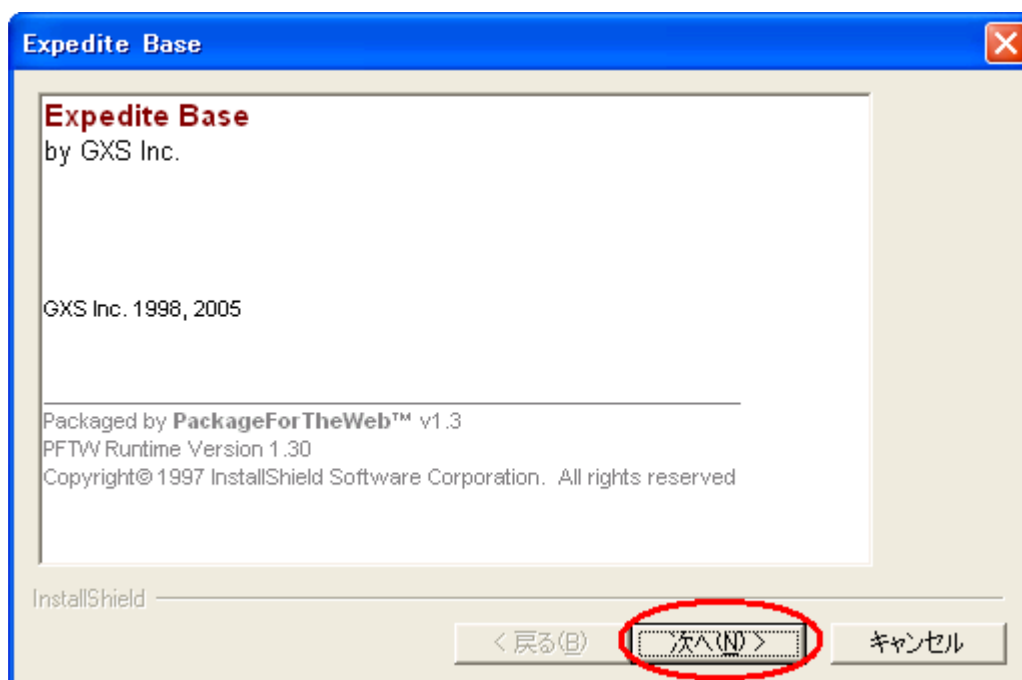 Expedite Base
Expedite Base
by GXS Inc.
GXS Inc. 1998, 2005
Packaged by PackageForTheWeb™ v1.3
PFTW Runtime Version 1.30
Copyright© 1997 InstallShield Software Corporation. All rights reserved
InstallShield
< 戻る(B)
次へ(N) >
キャンセル